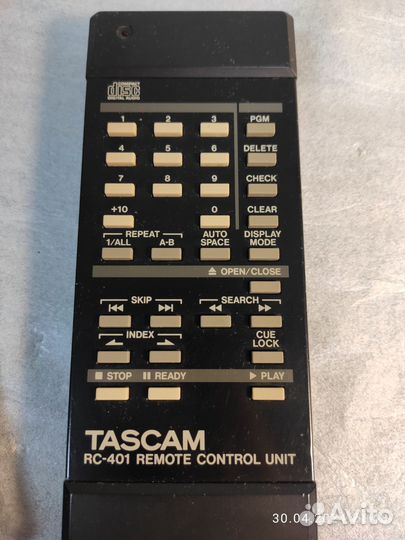 COMPACT
disc
DIGITAL AUDIO
1 2 3 PGM
4 5 6 DELETE
7 8 9 CHECK
+10 0 CLEAR
REPEAT AUTO SPACE DISPLAY MODE
1/ALL A-B
OPEN/CLOSE
SKIP SEARCH
INDEX CUE LOCK
STOP READY PLAY
TASCAM
RC-401 REMOTE CONTROL UNIT
30.04
Avito